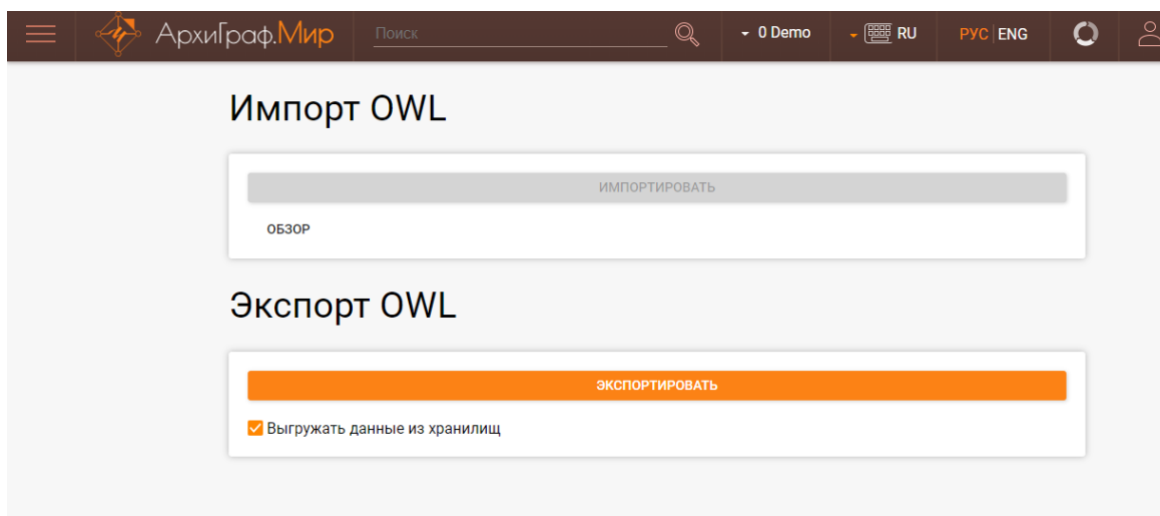 АрхиГраф.Мир Поиск 0 Demo RU РУС ENG
Импорт OWL
ИМПОРТИРОВАТЬ
ОБЗОР
Экспорт OWL
ЭКСПОРТИРОВАТЬ
Выгружать данные из хранилищ